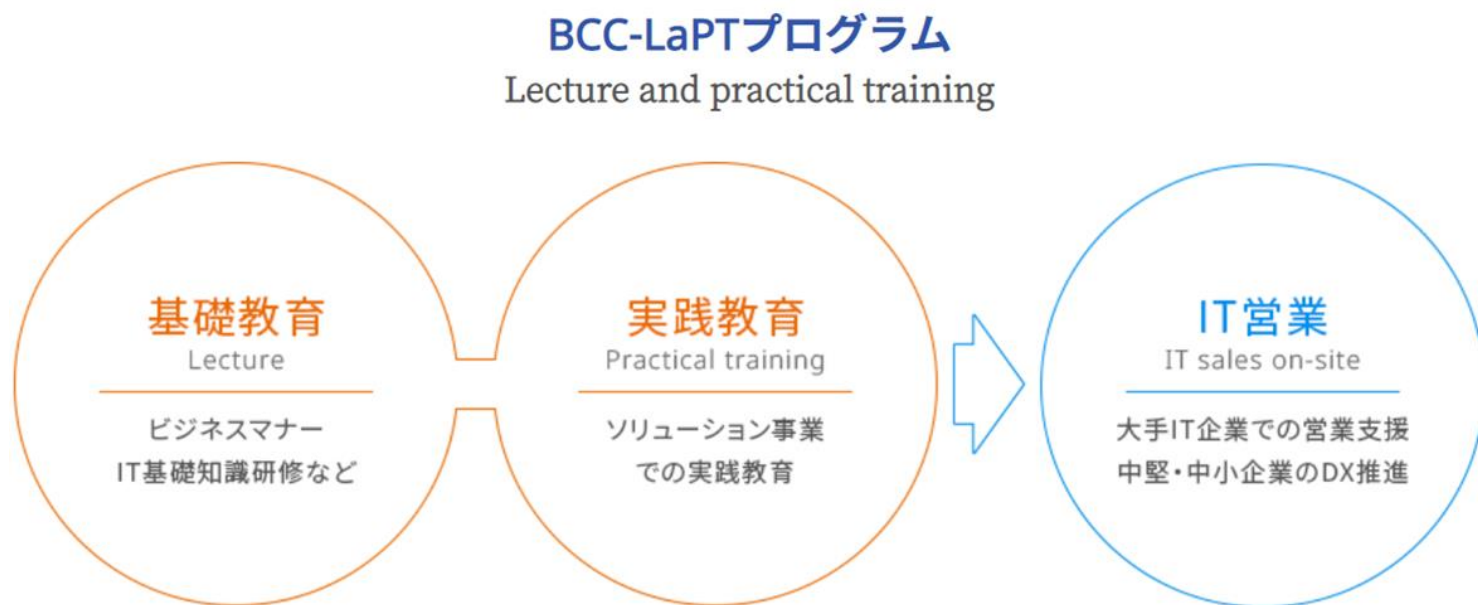 BCC-LaPTプログラム
Lecture and practical training
基礎教育
Lecture
ビジネスマナー
IT基礎知識研修など
実践教育
Practical training
ソリューション事業
での実践教育
IT営業
IT sales on-site
大手IT企業での営業支援
中堅・中小企業のDX推進